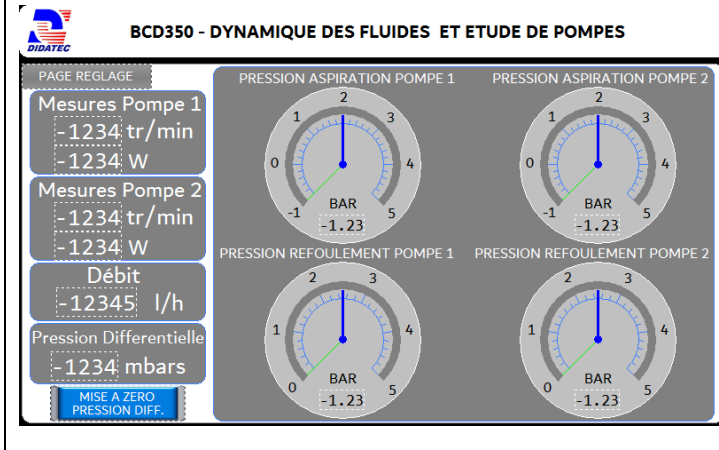 DIDATEC
BCD350 - DYNAMIQUE DES FLUIDES ET ETUDE DE POMPES
PAGE REGLAGE
Mesures Pompe 1
-1234 tr/min
-1234 W
Mesures Pompe 2
-1234 tr/min
-1234 W
Débit
-12345 l/h
Pression Differentielle
-1234 mbars
MISE A ZERO
PRESSION DIFF.
PRESSION ASPIRATION POMPE 1
-1 0 1 2 3 4 5
BAR
-1.23
PRESSION ASPIRATION POMPE 2
-1 0 1 2 3 4 5
BAR
-1.23
PRESSION REFOULEMENT POMPE 1
0 1 2 3 4 5
BAR
-1.23
PRESSION REFOULEMENT POMPE 2
0 1 2 3 4 5
BAR
-1.23